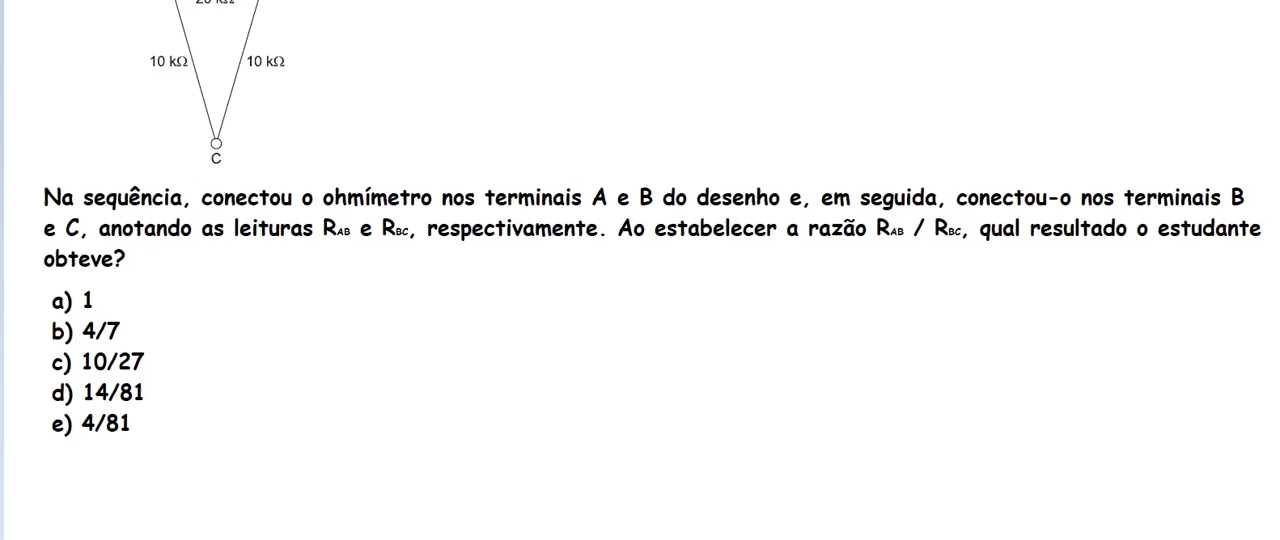 10 kΩ 10 kΩ
C
Na sequência, conectou o ohmímetro nos terminais A e B do desenho e, em seguida, conectou-o nos terminais B
e C, anotando as leituras RAB e RBC, respectivamente. Ao estabelecer a razão RAB / RBC, qual resultado o estudante
obteve?
a) 1
b) 4/7
c) 10/27
d) 14/81
e) 4/81